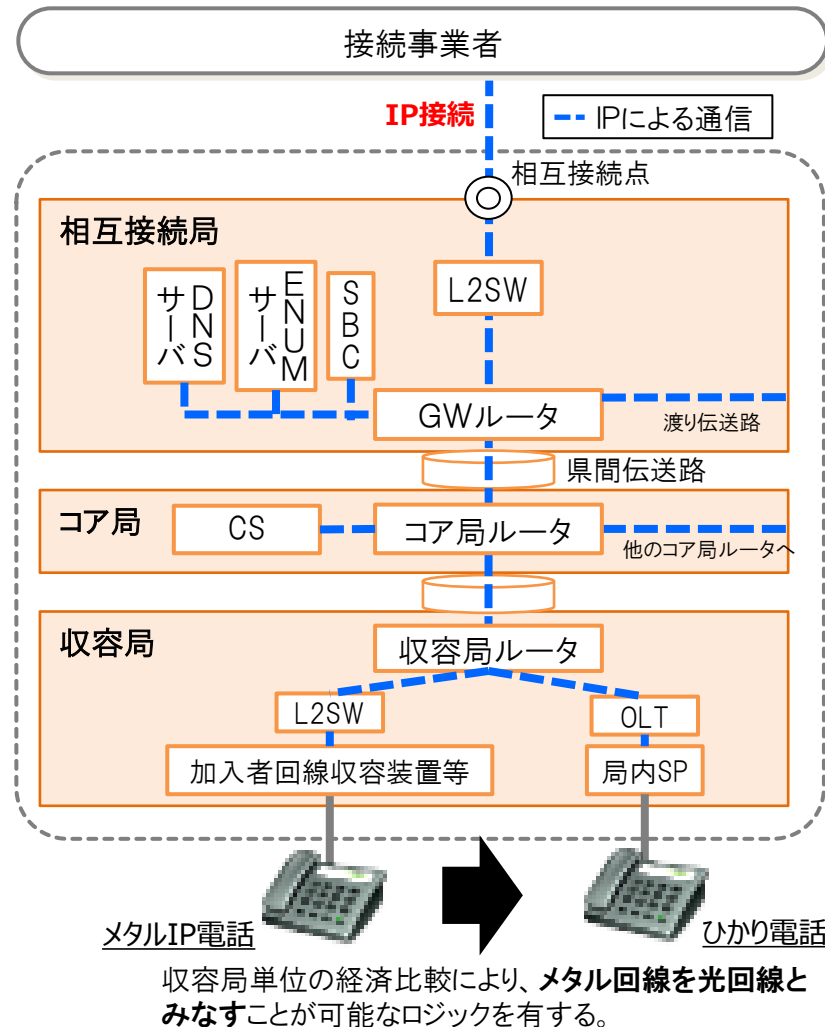 接続事業者
IP接続
IPによる通信
相互接続点
相互接続局
DNSサーバ
ENUMサーバ
SBC
L2SW
GWルータ
渡り伝送路
県間伝送路
コア局
CS
コア局ルータ
他のコア局ルータへ
収容局
収容局ルータ
L2SW
OLT
加入者回線収容装置等
局内SP
メタルIP電話
ひかり電話
収容局単位の経済比較により、メタル回線を光回線と
みなすことが可能なロジックを有する。